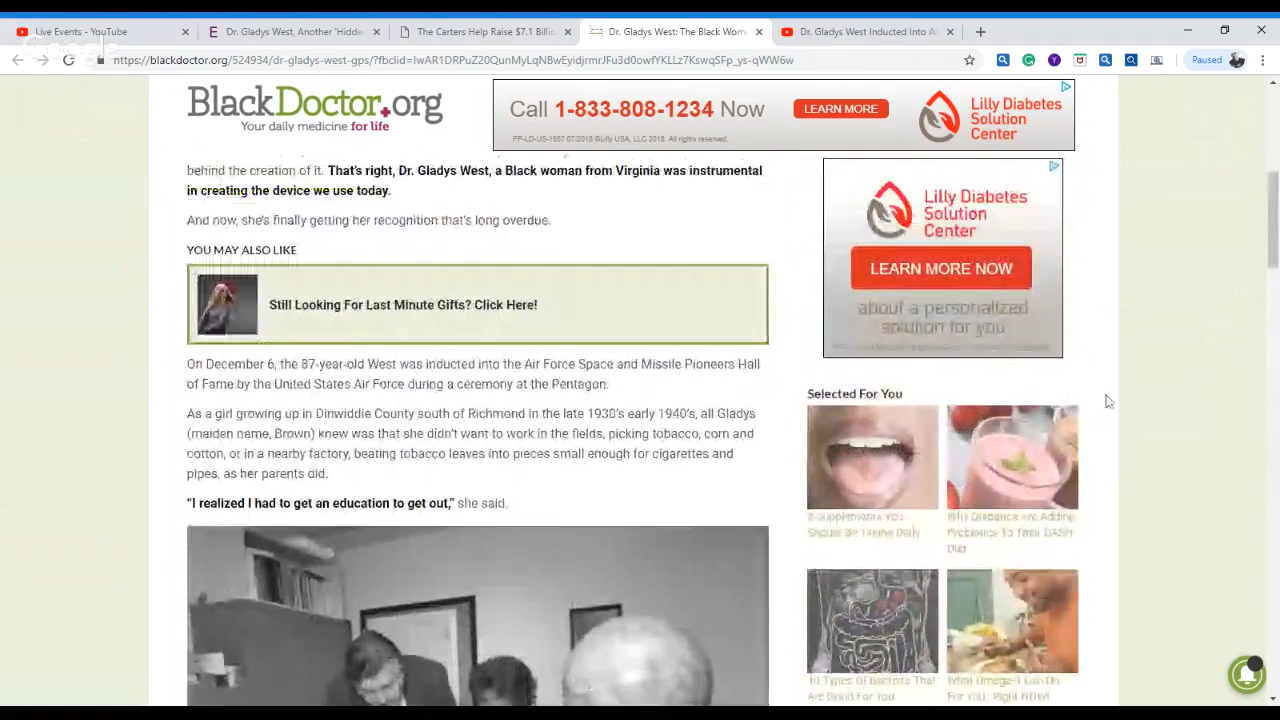 Live Events - YouTube
Dr. Gladys West, Another 'Hidden
The Carters Help Raise $7.1 Billio
Dr. Gladys West: The Black Wom
Dr. Gladys West Inducted Into Ai
Google
https://blackdoctor.org/524934/dr-gladys-west-gps/?fbclid=IwR1DRPuZ20QunMyLqNBwEyidjrmrJFu3d0owfYKLLz7KswqSFp_ys-qWW6w
Paused
BlackDoctor.org
Your daily medicine for life
Call 1-833-808-1234 Now
LEARN MORE
Lilly Diabetes
Solution
Center
PP-LD-US-1667 07/2018 ©Lilly USA, LLC 2018. All rights reserved.
behind the creation of it. That's right, Dr. Gladys West, a Black woman from Virginia was instrumental
in creating the device we use today.
And now, she's finally getting her recognition that's long overdue.
YOU MAY ALSO LIKE
Still Looking For Last Minute Gifts? Click Here!
On December 6, the 87-year-old West was inducted into the Air Force Space and Missile Pioneers Hall
of Fame by the United States Air Force during a ceremony at the Pentagon.
As a girl growing up in Dinwiddie County south of Richmond in the late 1930's early 1940's, all Gladys
(maiden name, Brown) knew was that she didn't want to work in the fields, picking tobacco, corn and
cotton, or in a nearby factory, beating tobacco leaves into pieces small enough for cigarettes and
pipes, as her parents did.
"I realized I had to get an education to get out," she said.
Lilly Diabetes
Solution
Center
LEARN MORE NOW
about a personalized
solution for you
Selected For You
8 Supplements You
Should Be Taking Daily
Why Diabetics Are Adding
Probiotics To Their DASH
Diet
10 Types Of Bacteria That
Are Good For You
What Omega-3 Can Do
For You, Right NOW!